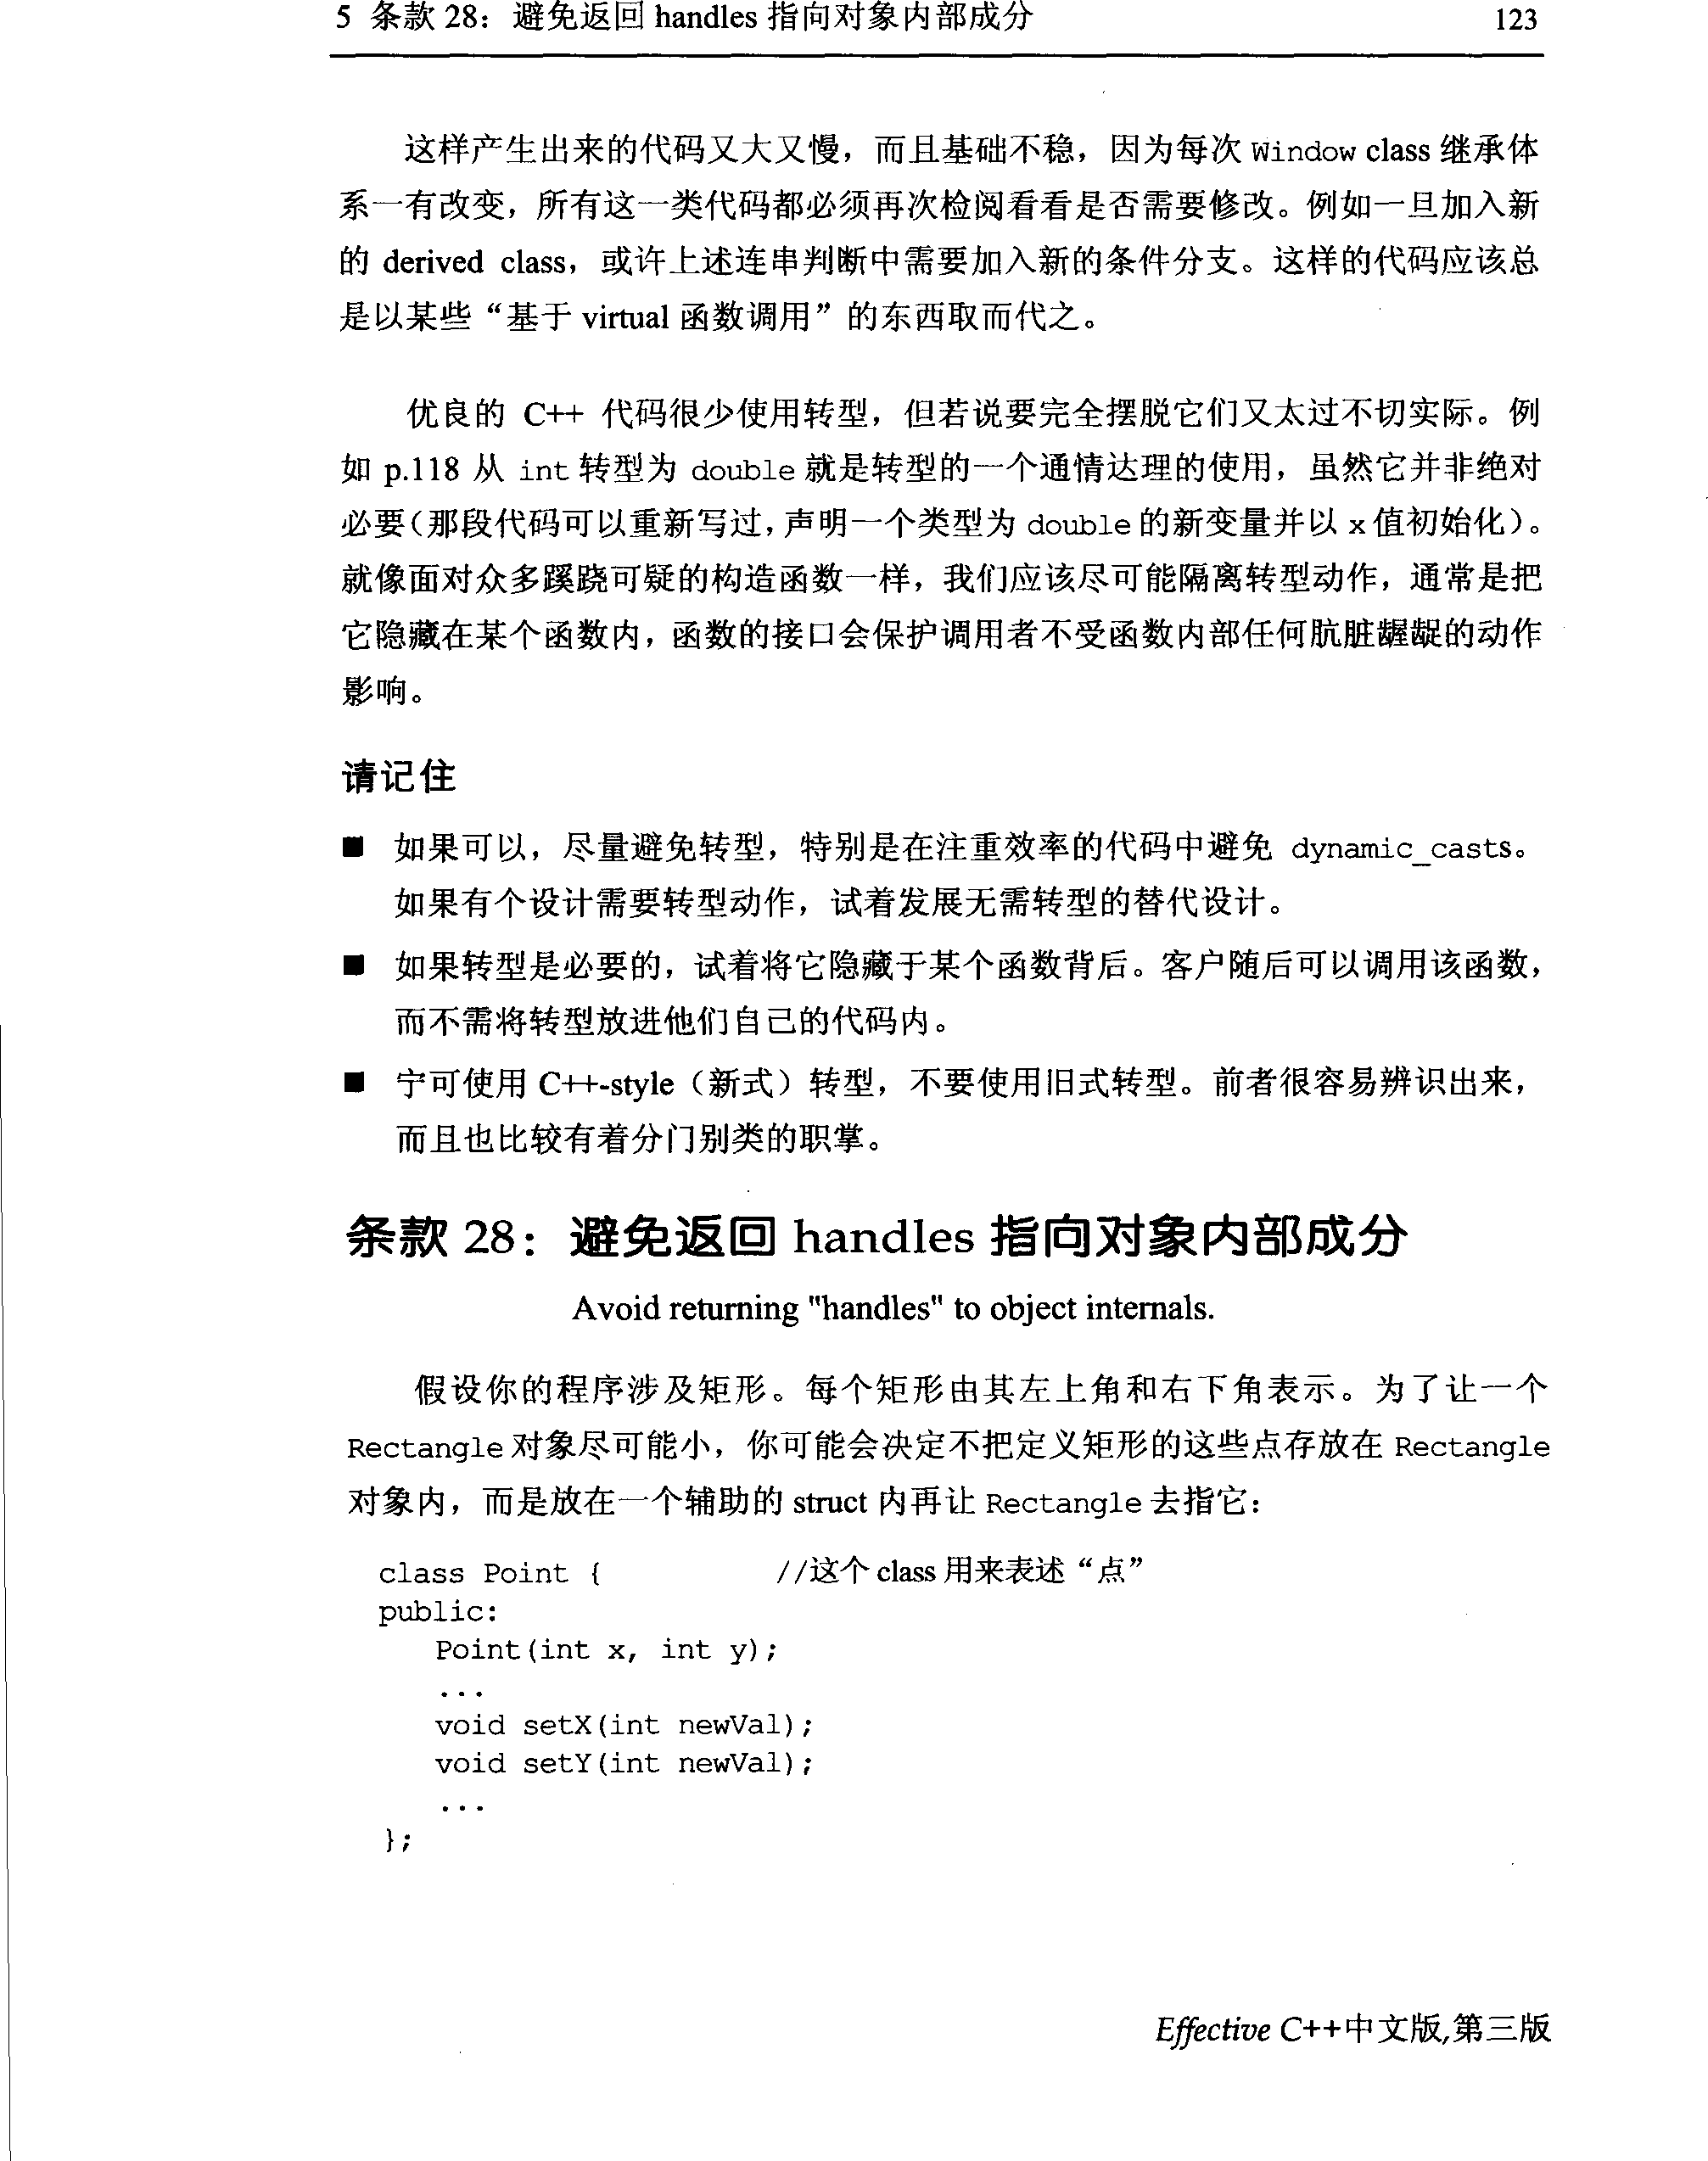 5 条款 28：避免返回 handles 指向对象内部成分 123
这样产生出来的代码又大又慢，而且基础不稳，因为每次 Window class 继承体
系一有改变，所有这一类代码都必须再次检阅看看是否需要修改。例如一旦加入新
的 derived class，或许上述连串判断中需要加入新的条件分支。这样的代码应该总
是以某些“基于 virtual 函数调用”的东西取而代之。
优良的 C++ 代码很少使用转型，但若说要完全摆脱它们又太过不切实际。例
如 p.118 从 int 转型为 double 就是转型的一个通情达理的使用，虽然它并非绝对
必要（那段代码可以重新写过，声明一个类型为 double 的新变量并以 x 值初始化）。
就像面对众多蹊跷可疑的构造函数一样，我们应该尽可能隔离转型动作，通常是把
它隐藏在某个函数内，函数的接口会保护调用者不受函数内部任何肮脏龌龊的动作
影响。
请记住
■ 如果可以，尽量避免转型，特别是在注重效率的代码中避免 dynamic_casts。
如果有个设计需要转型动作，试着发展无需转型的替代设计。
■ 如果转型是必要的，试着将它隐藏于某个函数背后。客户随后可以调用该函数，
而不需将转型放进他们自己的代码内。
■ 宁可使用 C++-style（新式）转型，不要使用旧式转型。前者很容易辨识出来，
而且也比较有着分门别类的职掌。
条款 28：避免返回 handles 指向对象内部成分
Avoid returning "handles" to object internals.
假设你的程序涉及矩形。每个矩形由其左上角和右下角表示。为了让一个
Rectangle 对象尽可能小，你可能会决定不把定义矩形的这些点存放在 Rectangle
对象内，而是放在一个辅助的 struct 内再让 Rectangle 去指它：
class Point { //这个 class 用来表述“点”
public:
Point(int x, int y);
...
void setX(int newVal);
void setY(int newVal);
...
};
Effective C++中文版,第三版